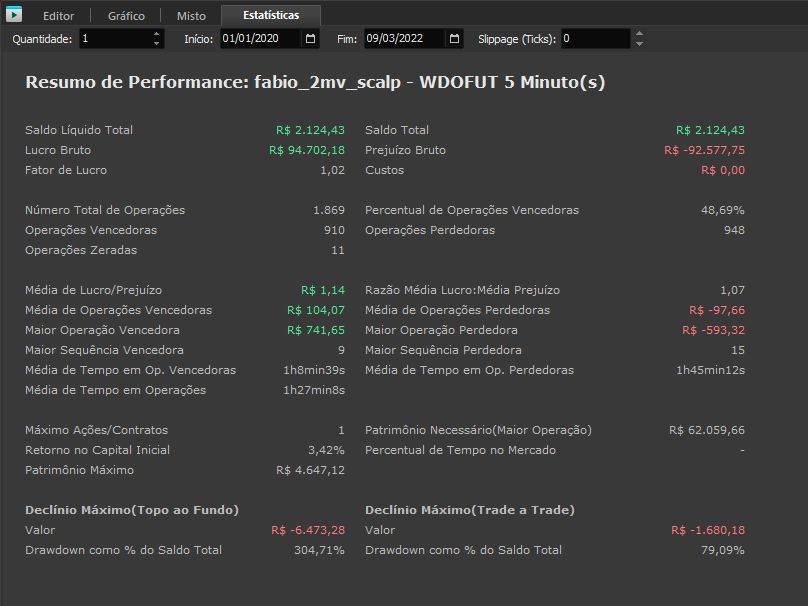 Editor Gráfico Misto Estatísticas
Quantidade: 1 Início: 01/01/2020 Fim: 09/03/2022 Slippage (Ticks): 0
Resumo de Performance: fabio_2mv_scalp - WDOFUT 5 Minuto(s)
Saldo Líquido Total R$ 2.124,43 Saldo Total R$ 2.124,43
Lucro Bruto R$ 94.702,18 Prejuízo Bruto R$ -92.577,75
Fator de Lucro 1,02 Custos R$ 0,00
Número Total de Operações 1.869 Percentual de Operações Vencedoras 48,69%
Operações Vencedoras 910 Operações Perdedoras 948
Operações Zeradas 11
Média de Lucro/Prejuízo R$ 1,14 Razão Média Lucro:Média Prejuízo 1,07
Média de Operações Vencedoras R$ 104,07 Média de Operações Perdedoras R$ -97,66
Maior Operação Vencedora R$ 741,65 Maior Operação Perdedora R$ -593,32
Maior Sequência Vencedora 9 Maior Sequência Perdedora 15
Média de Tempo em Op. Vencedoras 1h8min39s Média de Tempo em Op. Perdedoras 1h45min12s
Média de Tempo em Operações 1h27min8s
Máximo Ações/Contratos 1 Patrimônio Necessário(Maior Operação) R$ 62.059,66
Retorno no Capital Inicial 3,42% Percentual de Tempo no Mercado -
Patrimônio Máximo R$ 4.647,12
Declínio Máximo(Topo ao Fundo) Declínio Máximo(Trade a Trade)
Valor R$ -6.473,28 Valor R$ -1.680,18
Drawdown como % do Saldo Total 304,71% Drawdown como % do Saldo Total 79,09%